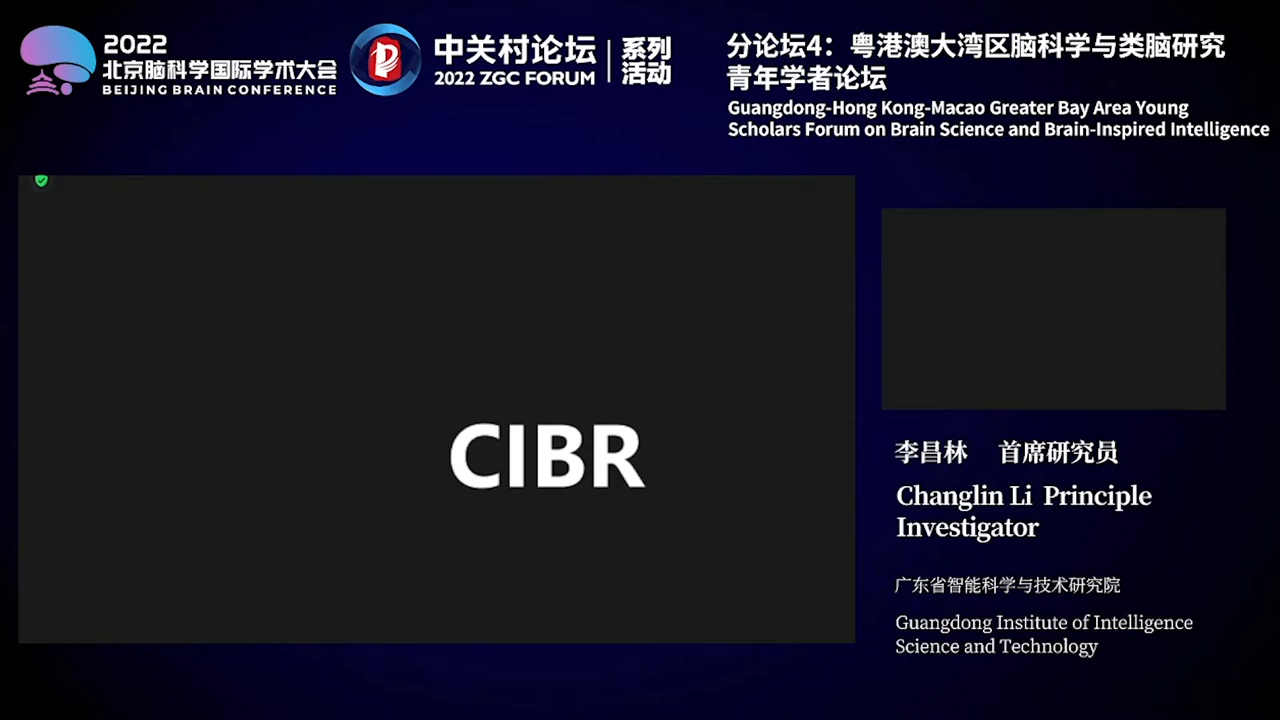 2022
北京脑科学国际学术大会
BEIJING BRAIN CONFERENCE
中关村论坛
2022 ZGC FORUM
系列
活动
分论坛4：粤港澳大湾区脑科学与类脑研究
青年学者论坛
Guangdong-Hong Kong-Macao Greater Bay Area Young
Scholars Forum on Brain Science and Brain-Inspired Intelligence
CIBR
李昌林 首席研究员
Changlin Li Principle
Investigator
广东省智能科学与技术研究院
Guangdong Institute of Intelligence
Science and Technology